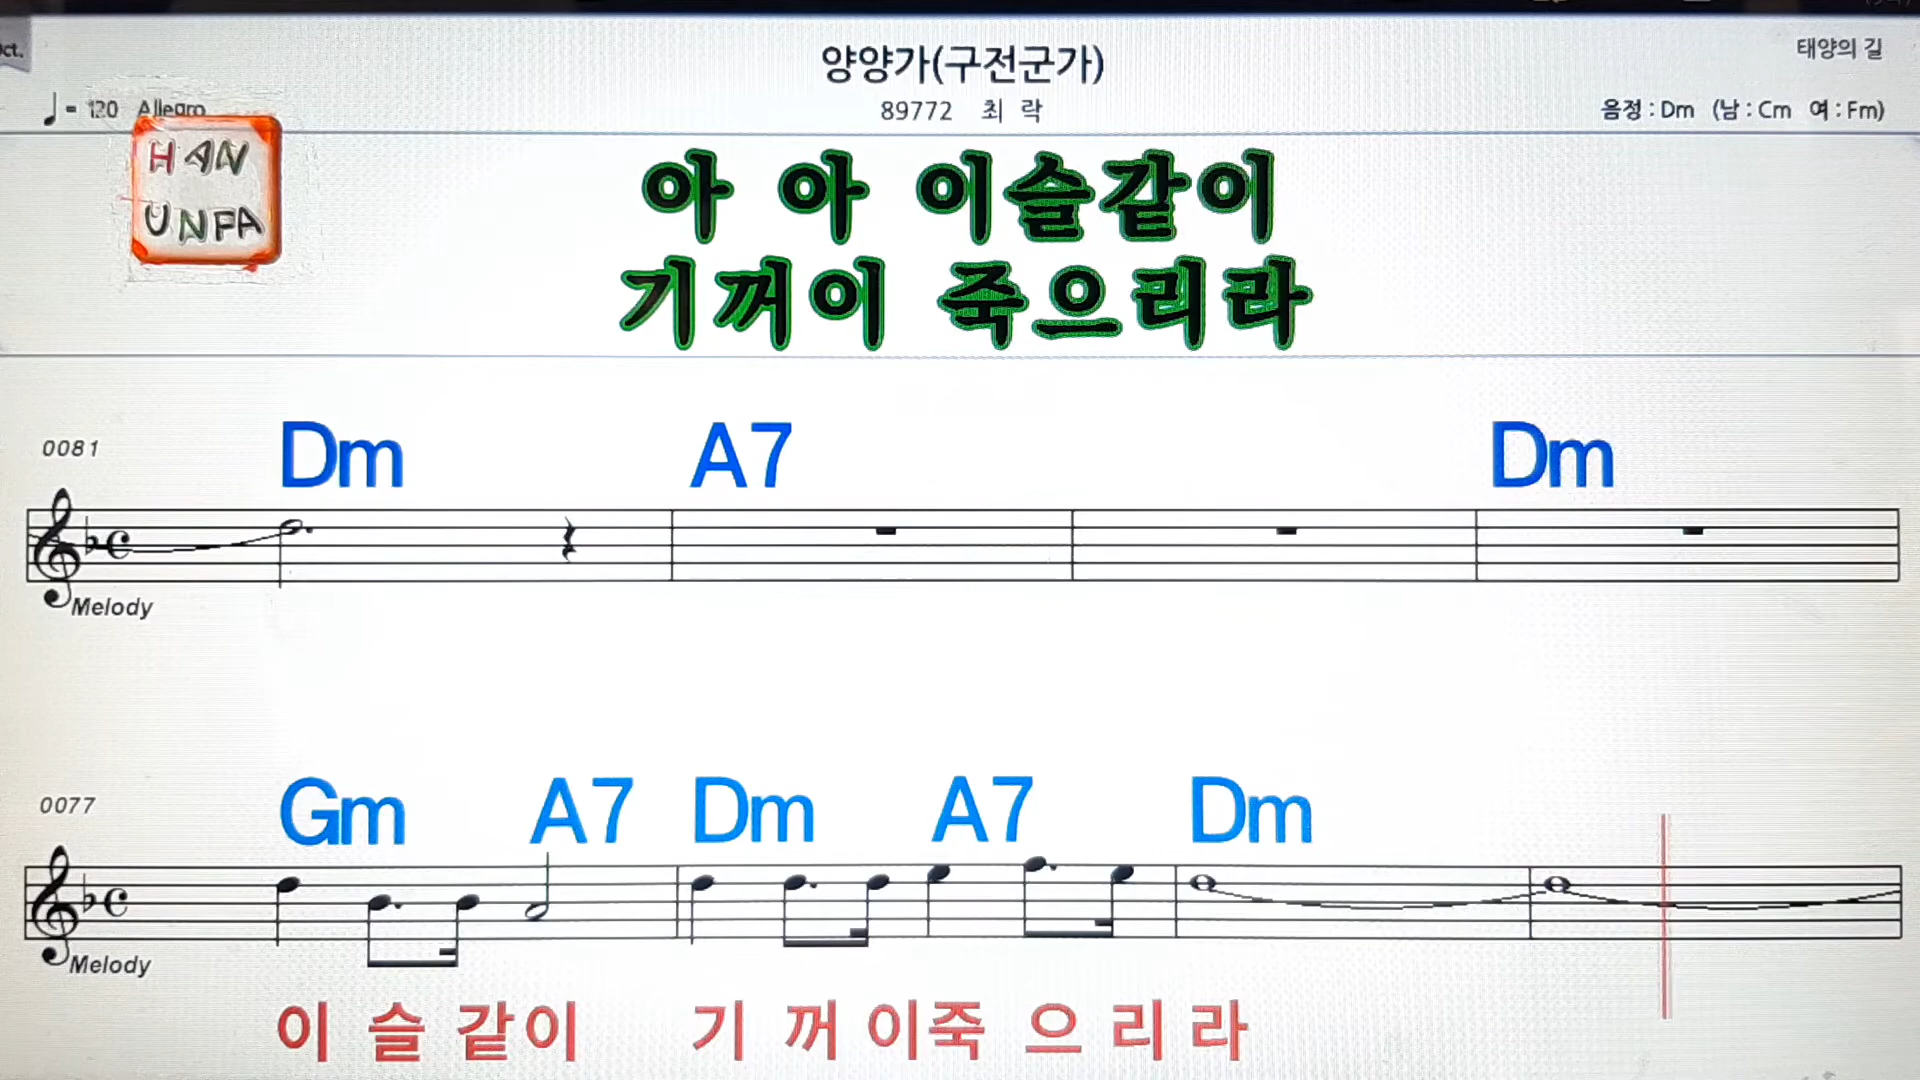 양양가(구전군가)
태양의 길
♩ = 120 Allegro
89772 최 락
음정 : Dm (남 : Cm 여 : Fm)
HAN
UNFA
아 아 이슬같이
기꺼이 죽으리라
0081
Dm A7 Dm
Melody
0077
Gm A7 Dm A7 Dm
Melody
이 슬 같이 기 꺼 이죽 으 리 라